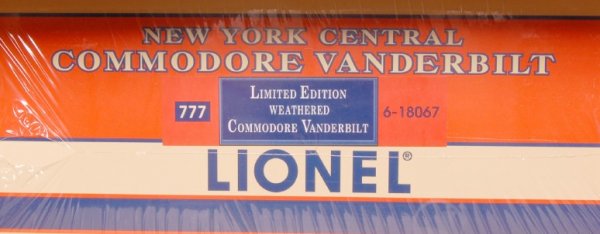 NEW YORK CENTRAL
COMMODORE VANDERBILT
LIMITED EDITION
777 WEATHERED 6-18067
COMMODORE VANDERBILT
LIONEL®